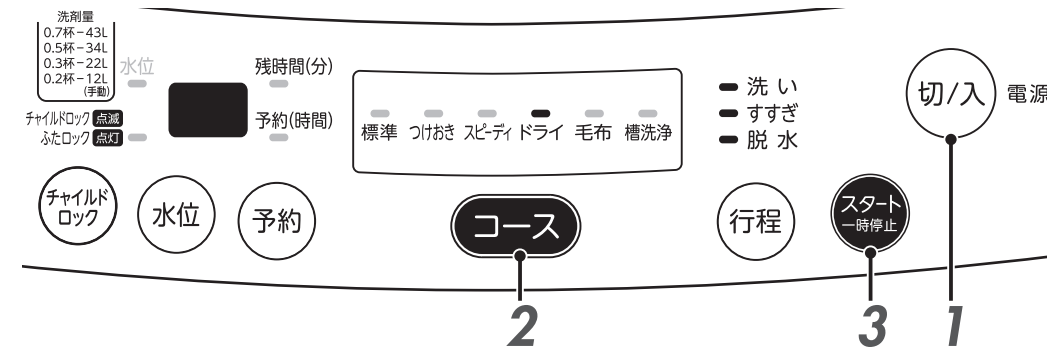 洗剤量
0.7杯−43L
0.5杯−34L
0.3杯−22L
0.2杯−12L
(手動)
水位
チャイルドロック 点滅
ふたロック 点灯
残時間(分)
予約(時間)
標準 つけおき スピーディ ドライ 毛布 槽洗浄
洗い
すすぎ
脱水
切/入 電源
チャイルド
ロック
水位
予約
コース
行程
スタート
一時停止
2
3
1